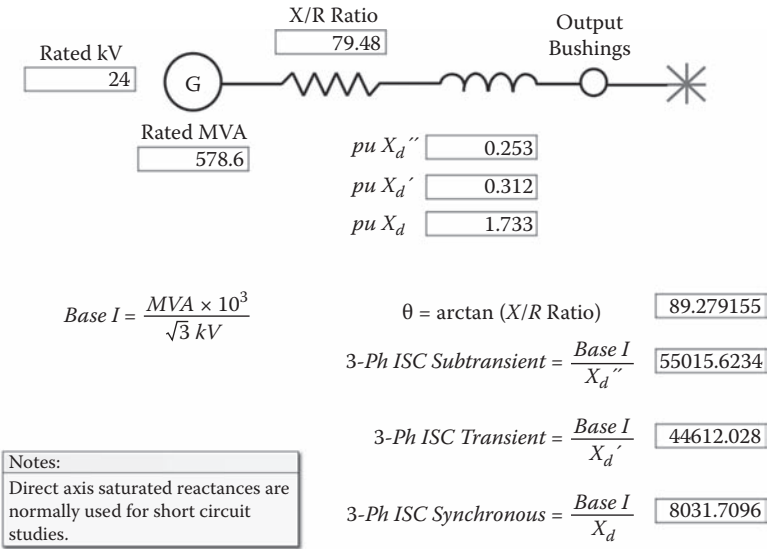 X/R Ratio
79.48
Output
Bushings
Rated kV
24
G
Rated MVA
578.6
pu X_d″ 0.253
pu X_d′ 0.312
pu X_d 1.733
Base I = MVA × 10³ / √3 kV
θ = arctan (X/R Ratio) 89.279155
3-Ph ISC Subtransient = Base I / X_d″ 55015.6234
3-Ph ISC Transient = Base I / X_d′ 44612.028
3-Ph ISC Synchronous = Base I / X_d 8031.7096
Notes:
Direct axis saturated reactances are
normally used for short circuit
studies.